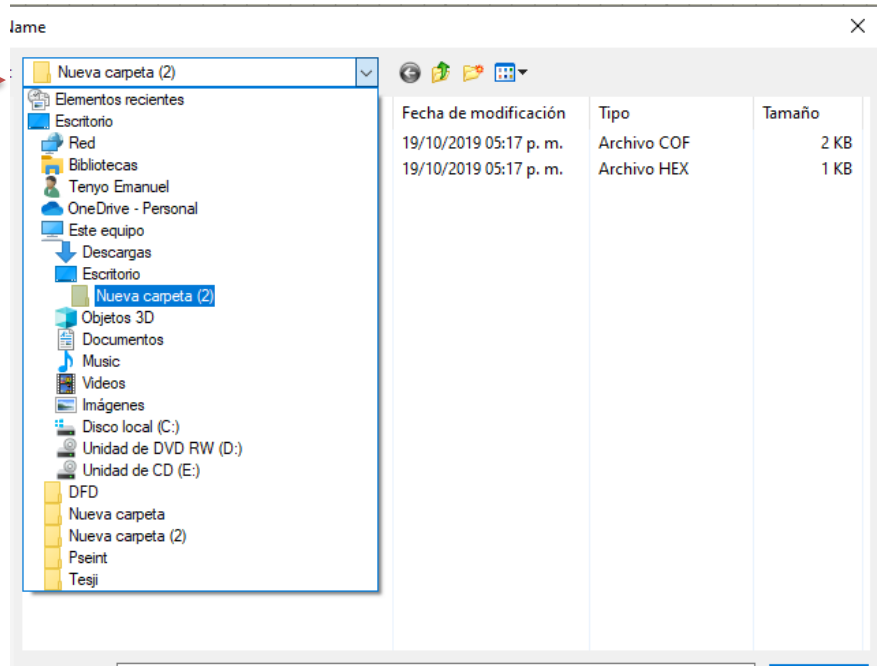 Name
Nueva carpeta (2)
Elementos recientes
Escritorio
Red
Bibliotecas
Tenyo Emanuel
OneDrive - Personal
Este equipo
Descargas
Escritorio
Nueva carpeta (2)
Objetos 3D
Documentos
Music
Videos
Imágenes
Disco local (C:)
Unidad de DVD RW (D:)
Unidad de CD (E:)
DFD
Nueva carpeta
Nueva carpeta (2)
Pseint
Tesji
Fecha de modificación Tipo Tamaño
19/10/2019 05:17 p. m. Archivo COF 2 KB
19/10/2019 05:17 p. m. Archivo HEX 1 KB